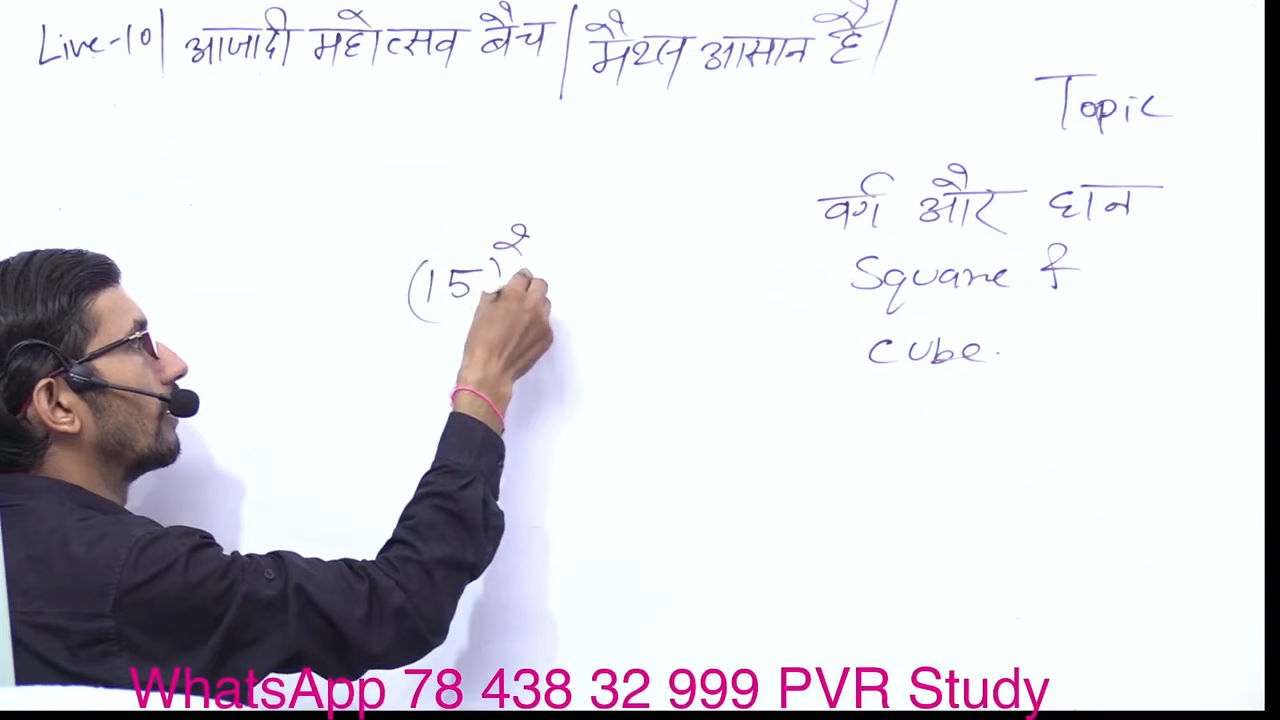 Live-10 | आजादी महोत्सव बैच | मैथ्स आसान है |
Topic
वर्ग और घन
Square &
cube.
(15)²
WhatsApp 78 438 32 999 PVR Study